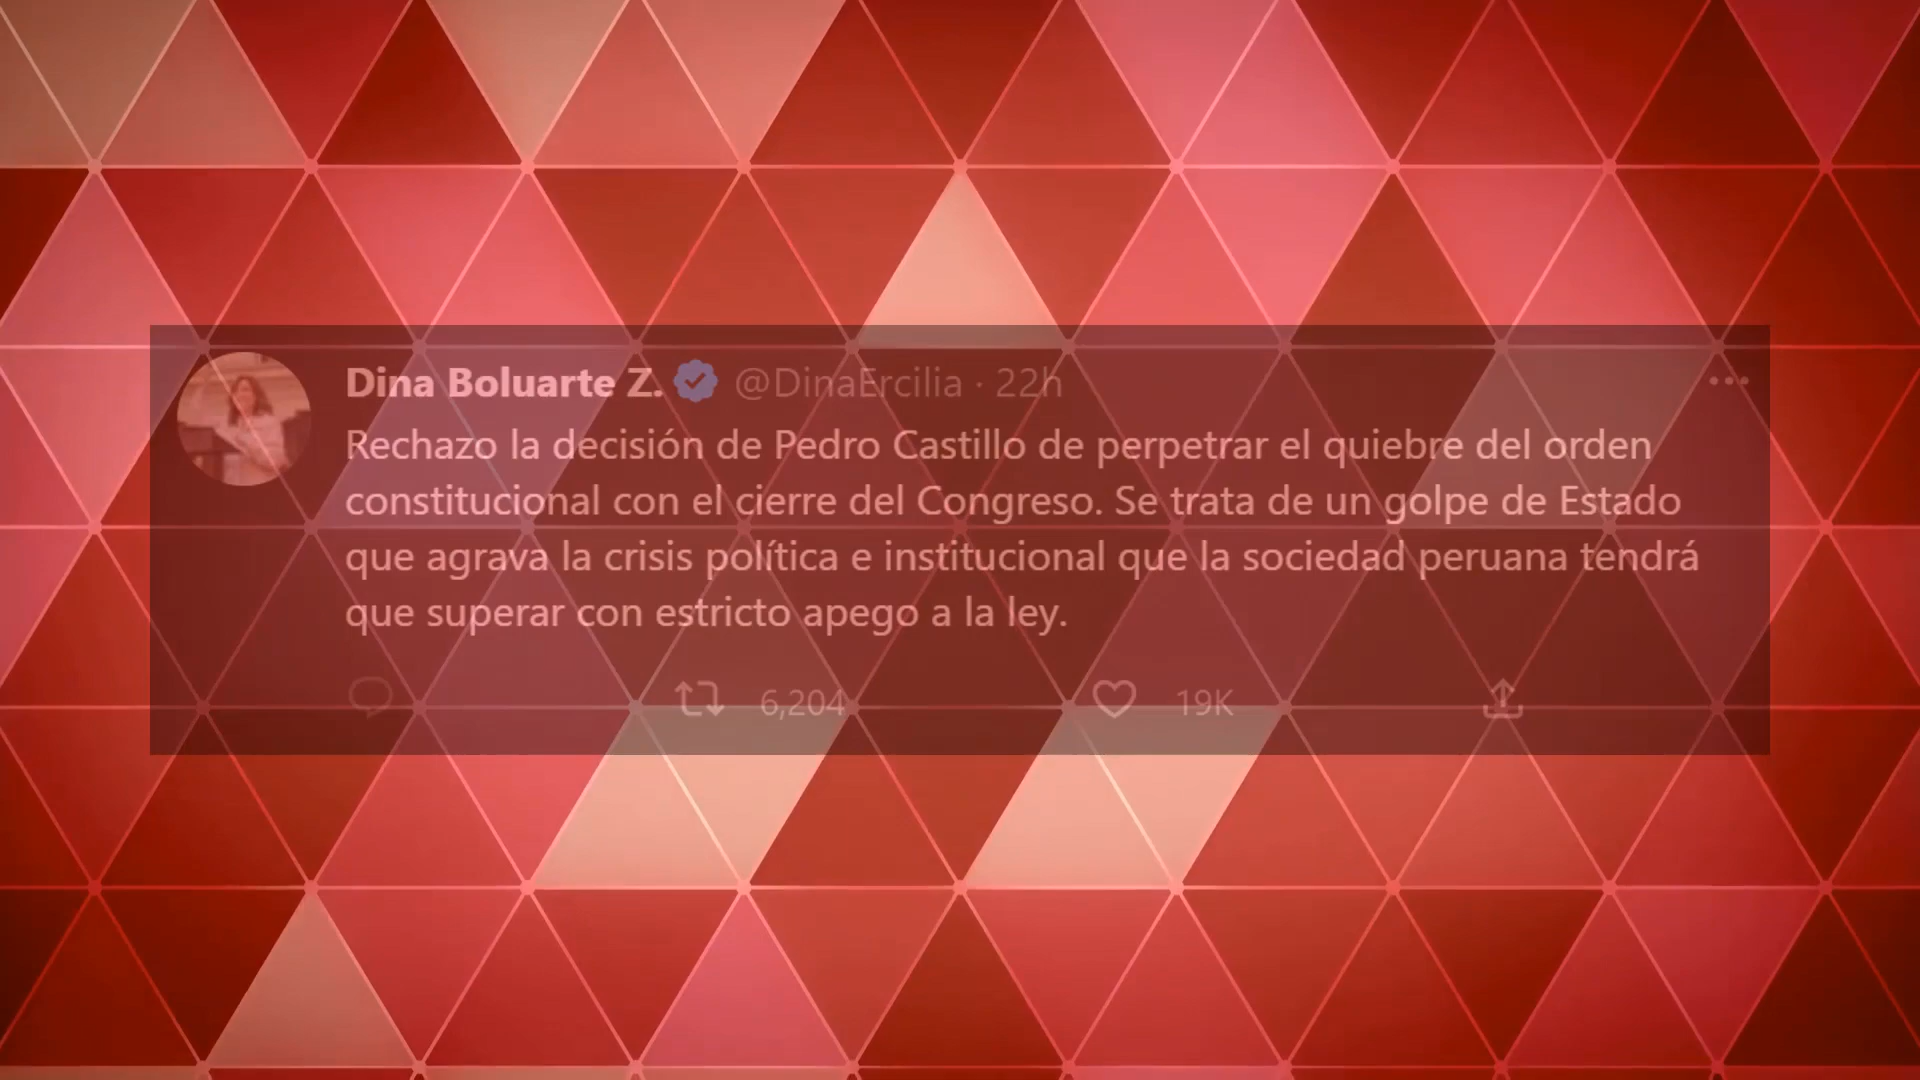 Dina Boluarte Z. @DinaErcilia · 22h
Rechazo la decisión de Pedro Castillo de perpetrar el quiebre del orden
constitucional con el cierre del Congreso. Se trata de un golpe de Estado
que agrava la crisis política e institucional que la sociedad peruana tendrá
que superar con estricto apego a la ley.
6,204 19K